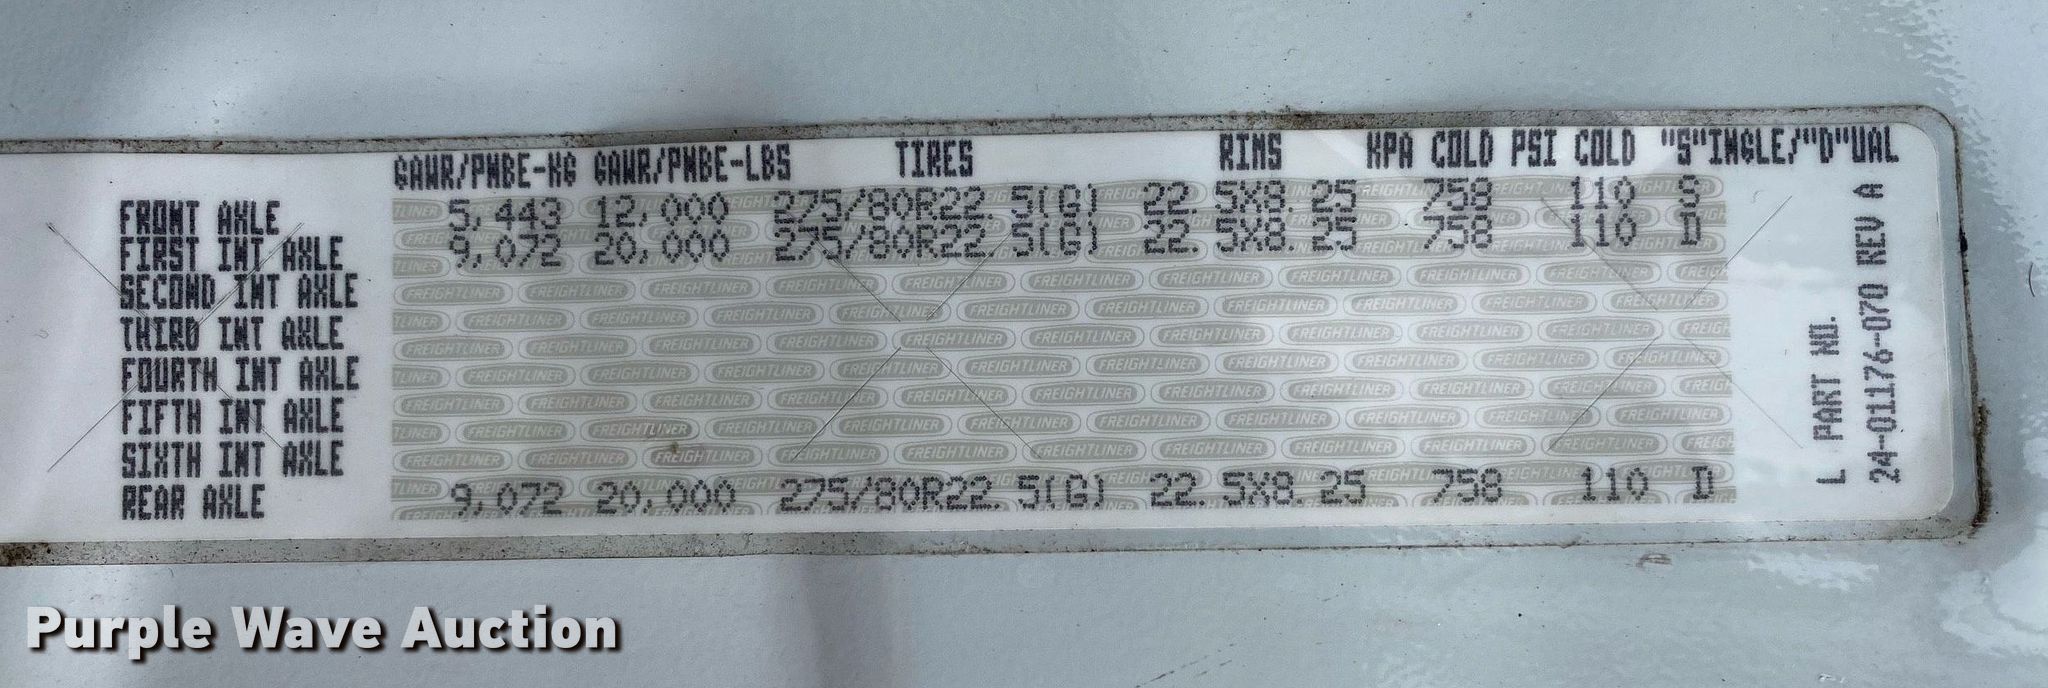 GAWR/PNBE-KG GAWR/PNBE-LBS TIRES RIMS KPA COLD PSI COLD "S"INGLE/"D"UAL
FRONT AXLE 5,443 12,000 275/80R22.5(G) 22.5X8.25 758 110 S
FIRST INT AXLE 9,072 20,000 275/80R22.5(G) 22.5X8.25 758 110 D
SECOND INT AXLE
THIRD INT AXLE
FOURTH INT AXLE
FIFTH INT AXLE
SIXTH INT AXLE
REAR AXLE 9,072 20,000 275/80R22.5(G) 22.5X8.25 758 110 D
L PART NO.
24-01176-070 REV A
FREIGHTLINER
Purple Wave Auction